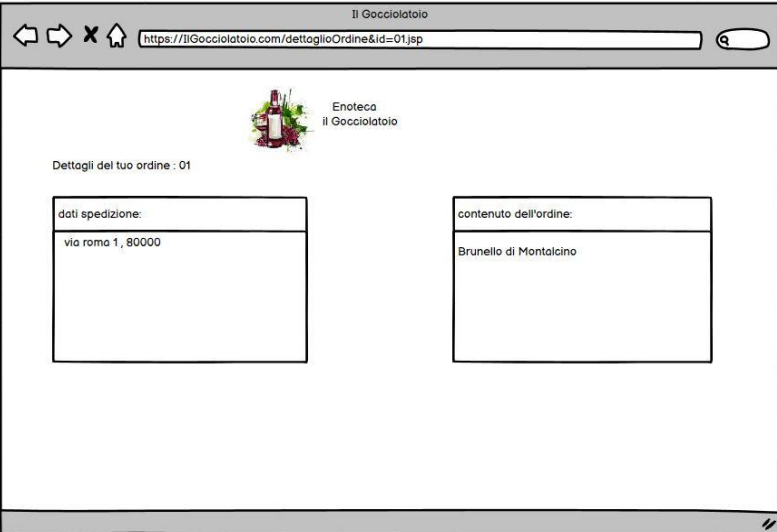 Il Gocciolatoio
https://IlGocciolatoio.com/dettaglioOrdine&id=01.jsp
Enoteca
il Gocciolatoio
Dettagli del tuo ordine : 01
dati spedizione:
via roma 1 , 80000
contenuto dell'ordine:
Brunello di Montalcino